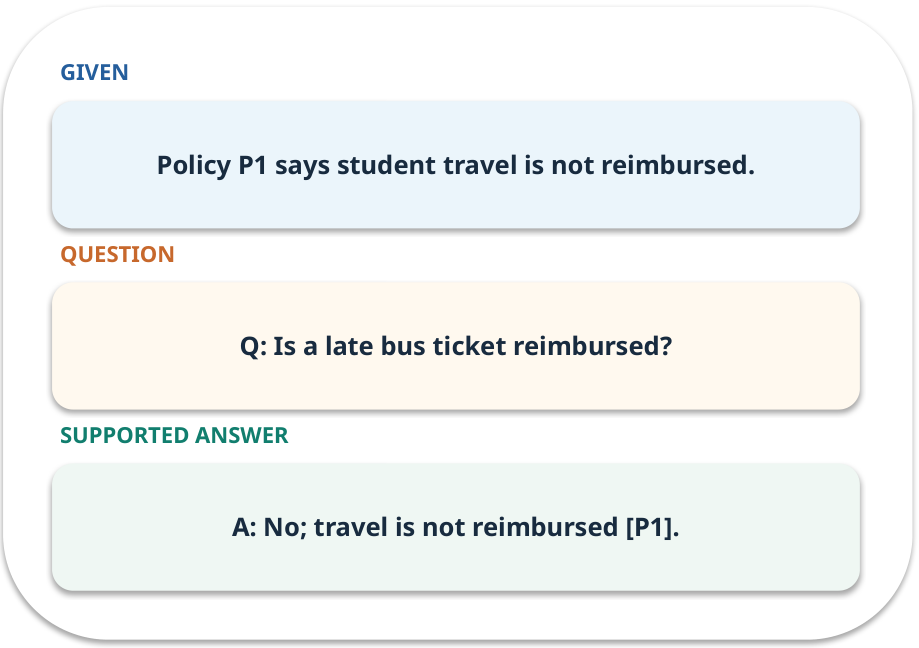 GIVEN
Policy P1 says student travel is not reimbursed.
QUESTION
Q: Is a late bus ticket reimbursed?
SUPPORTED ANSWER
A: No; travel is not reimbursed [P1].